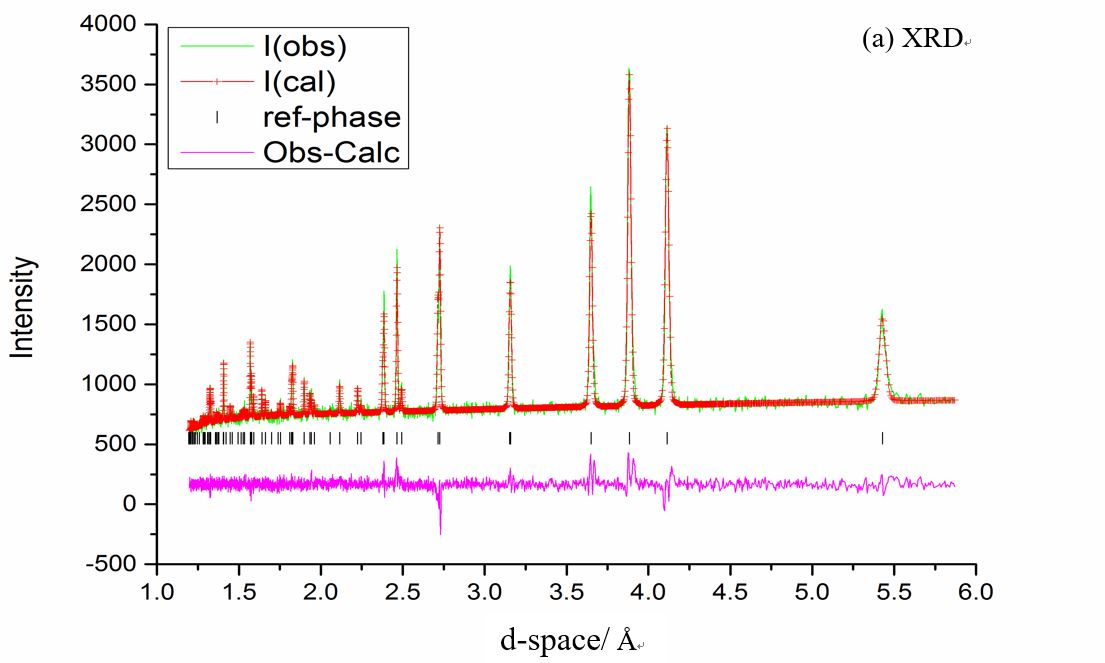 (a) XRD
I(obs)
I(cal)
ref-phase
Obs-Calc
4000
3500
3000
2500
2000
1500
1000
500
0
-500
Intensity
1.0 1.5 2.0 2.5 3.0 3.5 4.0 4.5 5.0 5.5 6.0
d-space/ Å